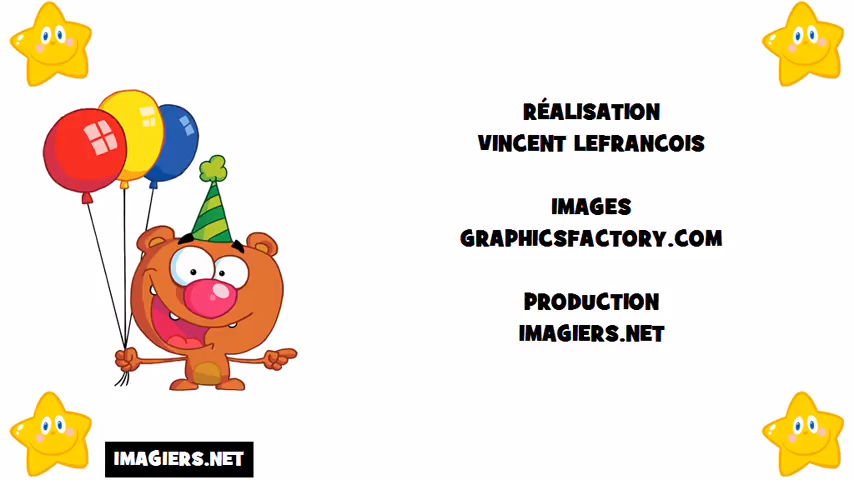 RÉALISATION
VINCENT LEFRANCOIS
IMAGES
GRAPHICSFACTORY.COM
PRODUCTION
IMAGIERS.NET
IMAGIERS.NET